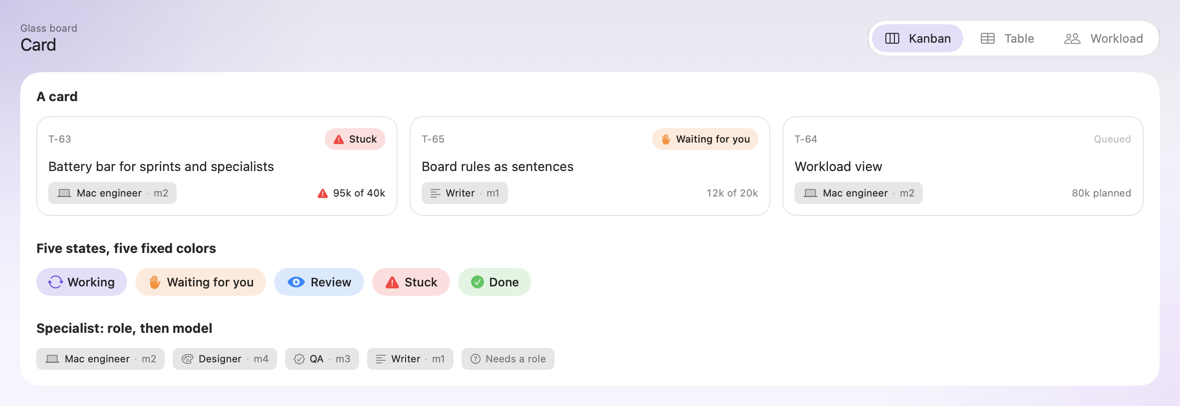 Glass board
Card
Kanban
Table
Workload
A card
T-63
Stuck
Battery bar for sprints and specialists
Mac engineer · m2
95k of 40k
T-65
Waiting for you
Board rules as sentences
Writer · m1
12k of 20k
T-64
Queued
Workload view
Mac engineer · m2
80k planned
Five states, five fixed colors
Working
Waiting for you
Review
Stuck
Done
Specialist: role, then model
Mac engineer · m2
Designer · m4
QA · m3
Writer · m1
Needs a role